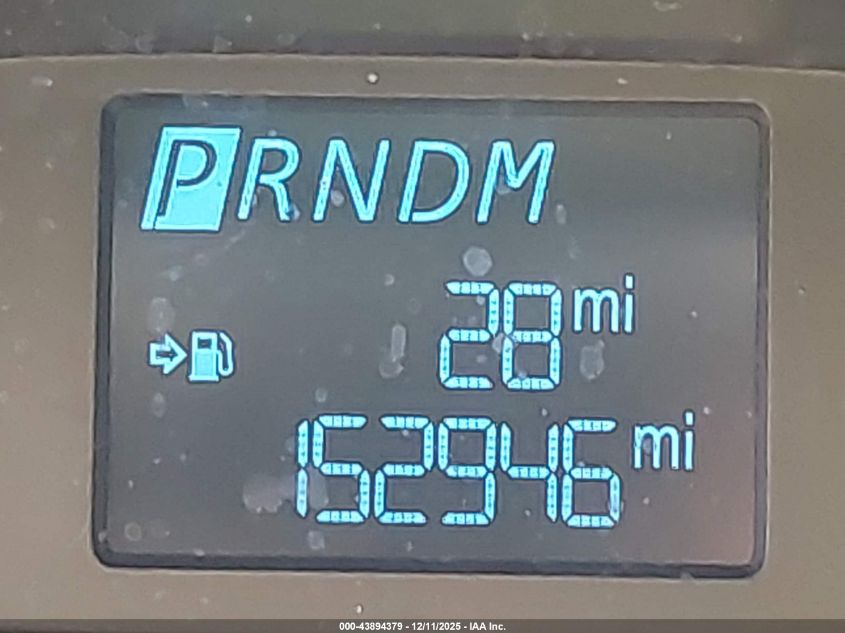 PRNDM
28 mi
152946 mi
000-43894379 - 12/11/2025 - IAA Inc.